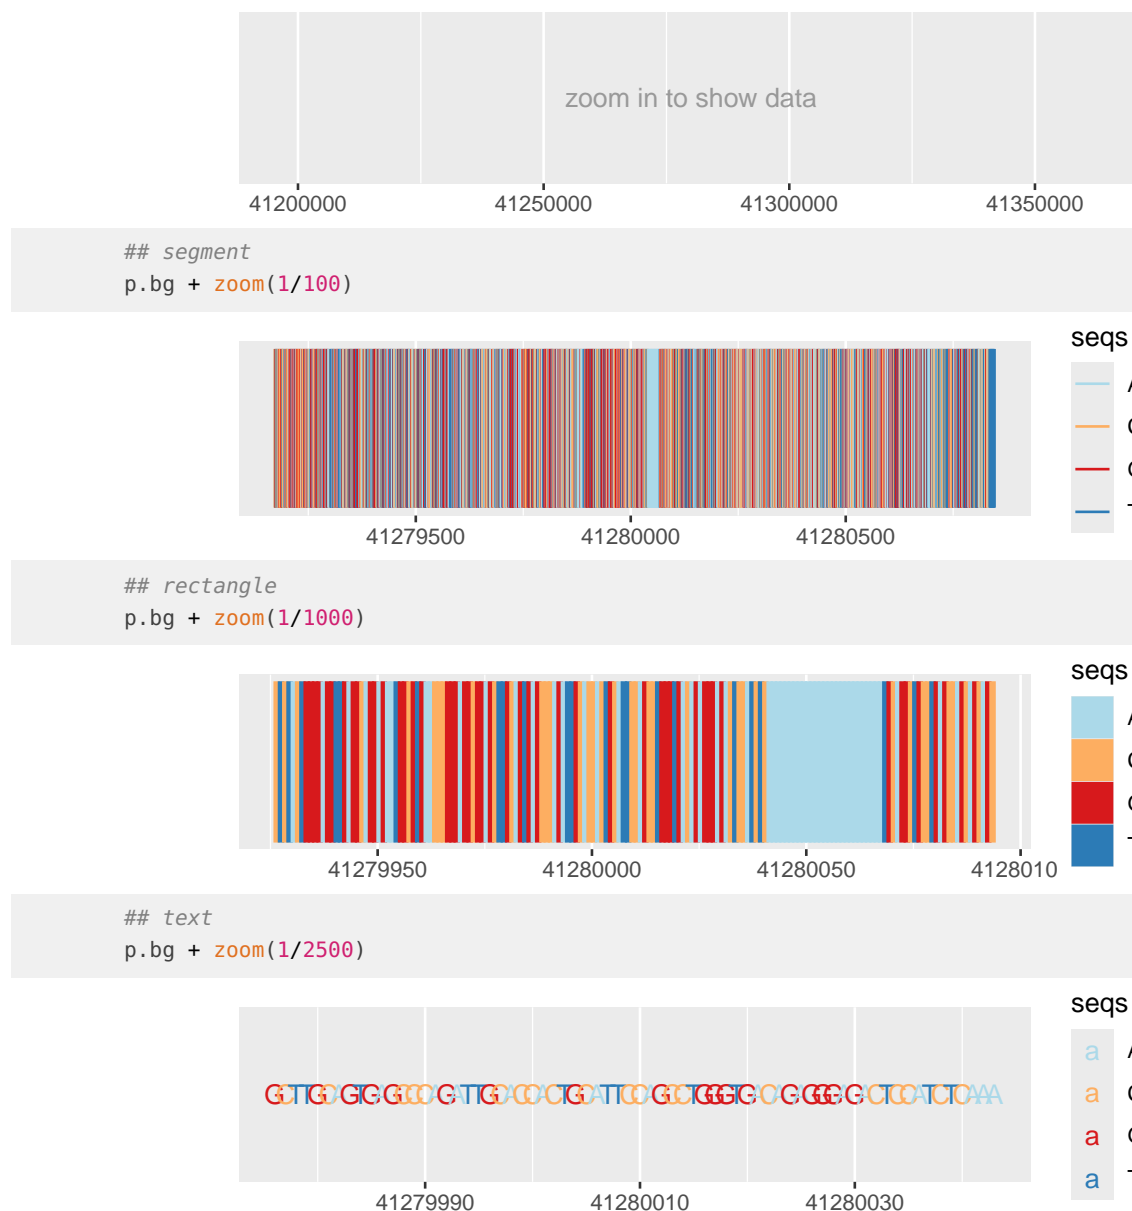 zoom in to show data
41200000 41250000 41300000 41350000
## segment
p.bg + zoom(1/100)
seqs
41279500 41280000 41280500
## rectangle
p.bg + zoom(1/1000)
seqs
41279950 41280000 41280050 4128010
## text
p.bg + zoom(1/2500)
seqs
a
a
a
a
GCTTGCAGTGAGCCCAGATTGCACCACTGCATTCCAGCCTGGGTGACAGAGGGAGACTCCATCTCAAA
41279990 41280010 41280030